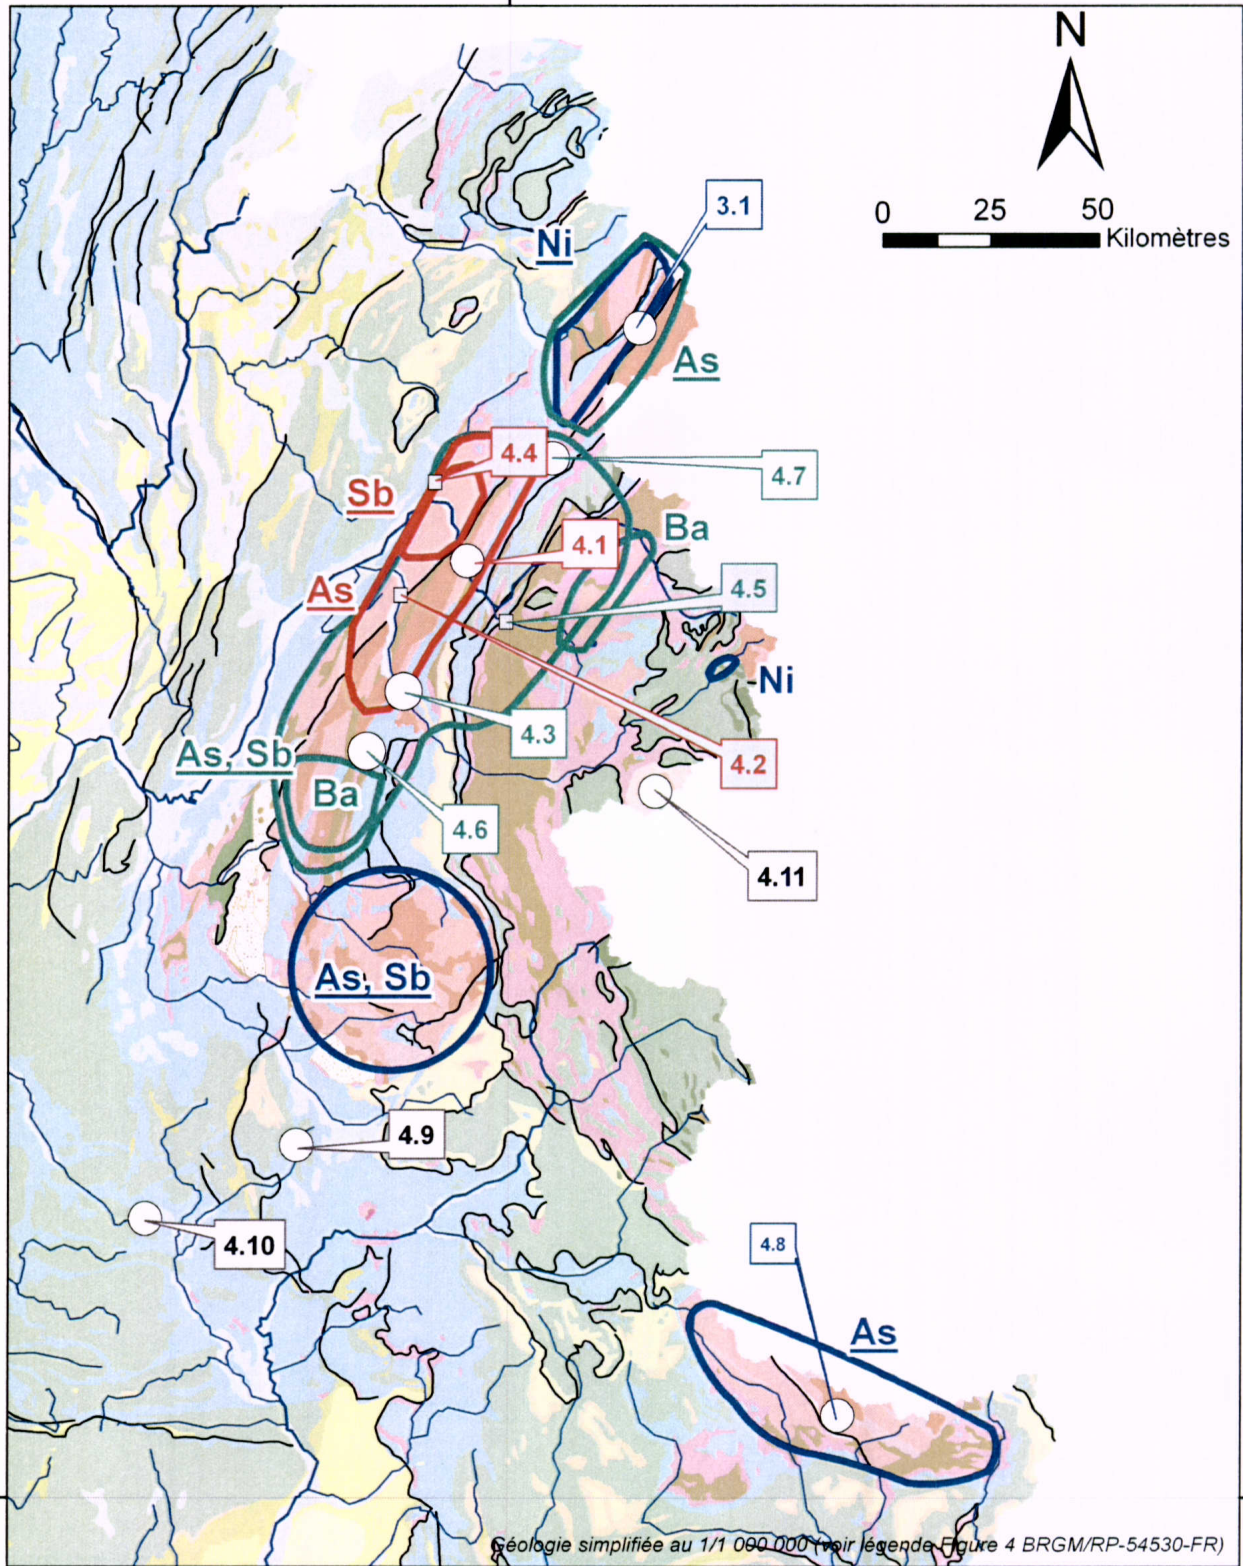 N
0 25 50
Kilomètres
3.1
Ni
As
4.4
4.7
Sb
Ba
4.1
As
4.5
Ni
4.3
As, Sb
4.2
Ba
4.6
4.11
As, Sb
4.9
4.10
4.8
As
Géologie simplifiée au 1/1 000 000 (voir légende Figure 4 BRGM/RP-54530-FR)